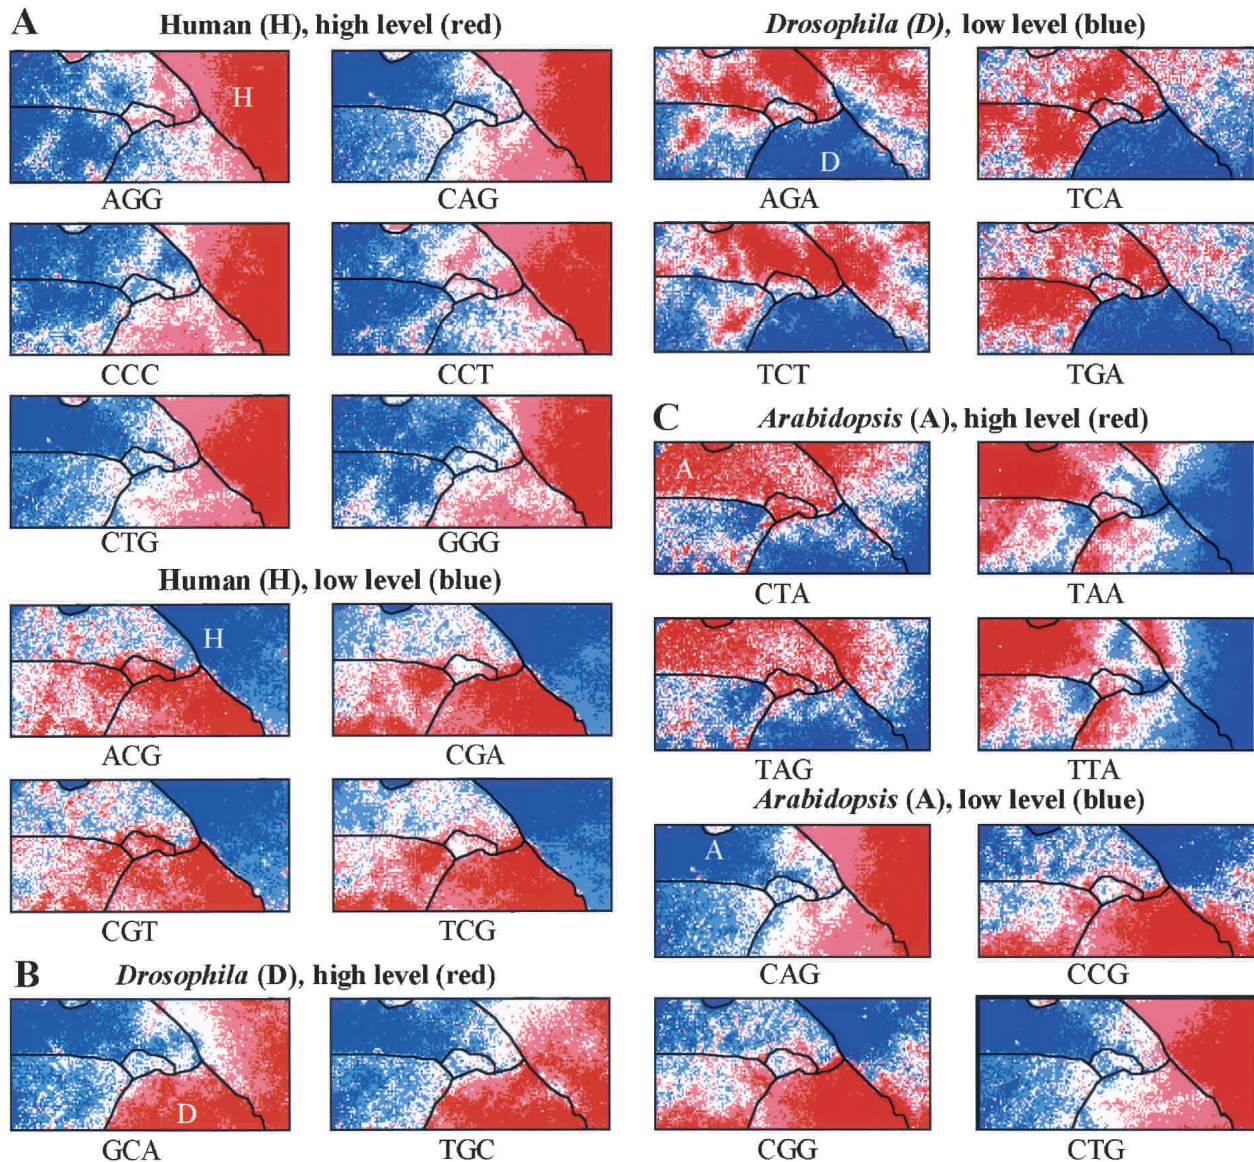 A
Human (H), high level (red)
H
AGG
CAG
CCC
CCT
CTG
GGG
Human (H), low level (blue)
H
ACG
CGA
CGT
TCG
B
Drosophila (D), high level (red)
D
GCA
TGC
Drosophila (D), low level (blue)
D
AGA
TCA
TCT
TGA
C
Arabidopsis (A), high level (red)
A
CTA
TAA
TAG
TTA
Arabidopsis (A), low level (blue)
A
CAG
CCG
CGG
CTG